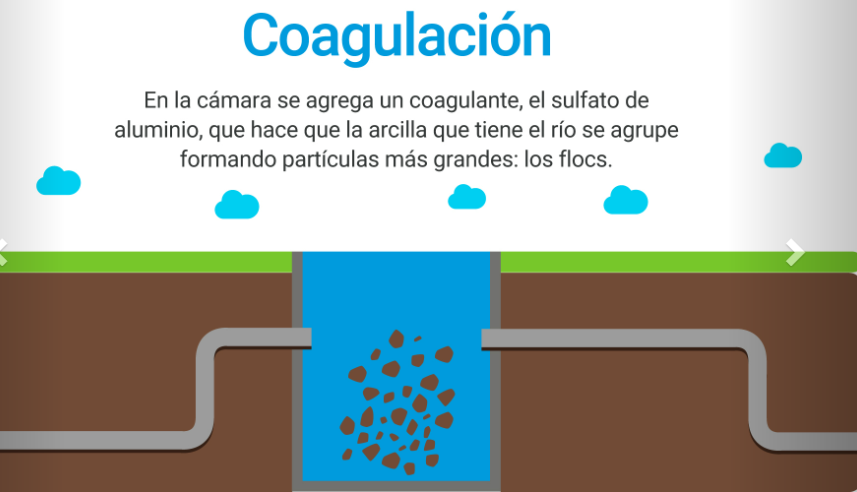 Coagulación
En la cámara se agrega un coagulante, el sulfato de
aluminio, que hace que la arcilla que tiene el río se agrupe
formando partículas más grandes: los flocs.